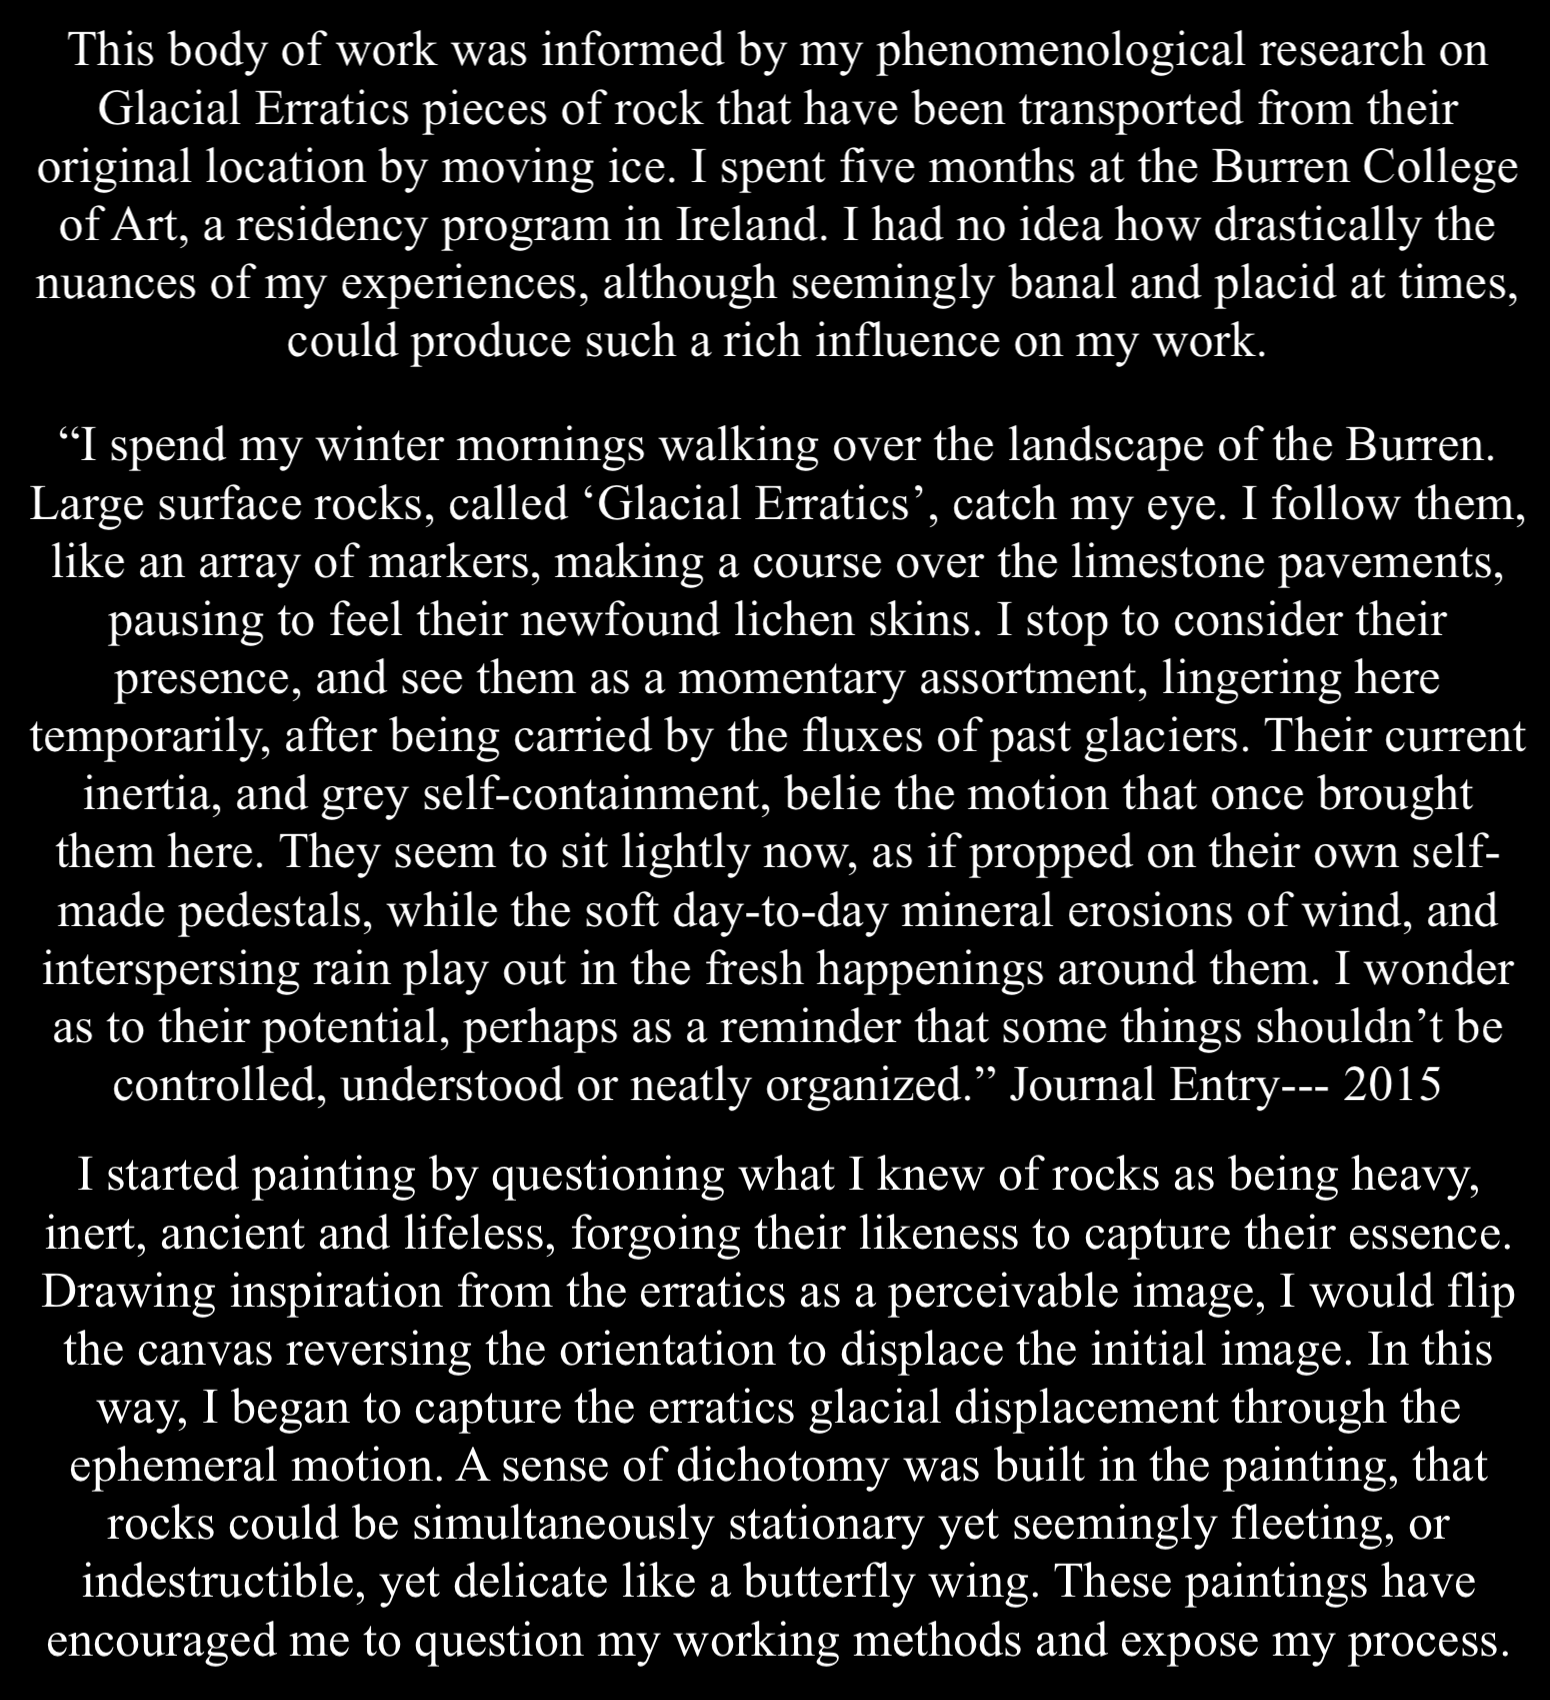 This body of work was informed by my phenomenological research on
Glacial Erratics pieces of rock that have been transported from their
original location by moving ice. I spent five months at the Burren College
of Art, a residency program in Ireland. I had no idea how drastically the
nuances of my experiences, although seemingly banal and placid at times,
could produce such a rich influence on my work.
“I spend my winter mornings walking over the landscape of the Burren.
Large surface rocks, called ‘Glacial Erratics’, catch my eye. I follow them,
like an array of markers, making a course over the limestone pavements,
pausing to feel their newfound lichen skins. I stop to consider their
presence, and see them as a momentary assortment, lingering here
temporarily, after being carried by the fluxes of past glaciers. Their current
inertia, and grey self-containment, belie the motion that once brought
them here. They seem to sit lightly now, as if propped on their own self-
made pedestals, while the soft day-to-day mineral erosions of wind, and
interspersing rain play out in the fresh happenings around them. I wonder
as to their potential, perhaps as a reminder that some things shouldn’t be
controlled, understood or neatly organized.” Journal Entry--- 2015
I started painting by questioning what I knew of rocks as being heavy,
inert, ancient and lifeless, forgoing their likeness to capture their essence.
Drawing inspiration from the erratics as a perceivable image, I would flip
the canvas reversing the orientation to displace the initial image. In this
way, I began to capture the erratics glacial displacement through the
ephemeral motion. A sense of dichotomy was built in the painting, that
rocks could be simultaneously stationary yet seemingly fleeting, or
indestructible, yet delicate like a butterfly wing. These paintings have
encouraged me to question my working methods and expose my process.